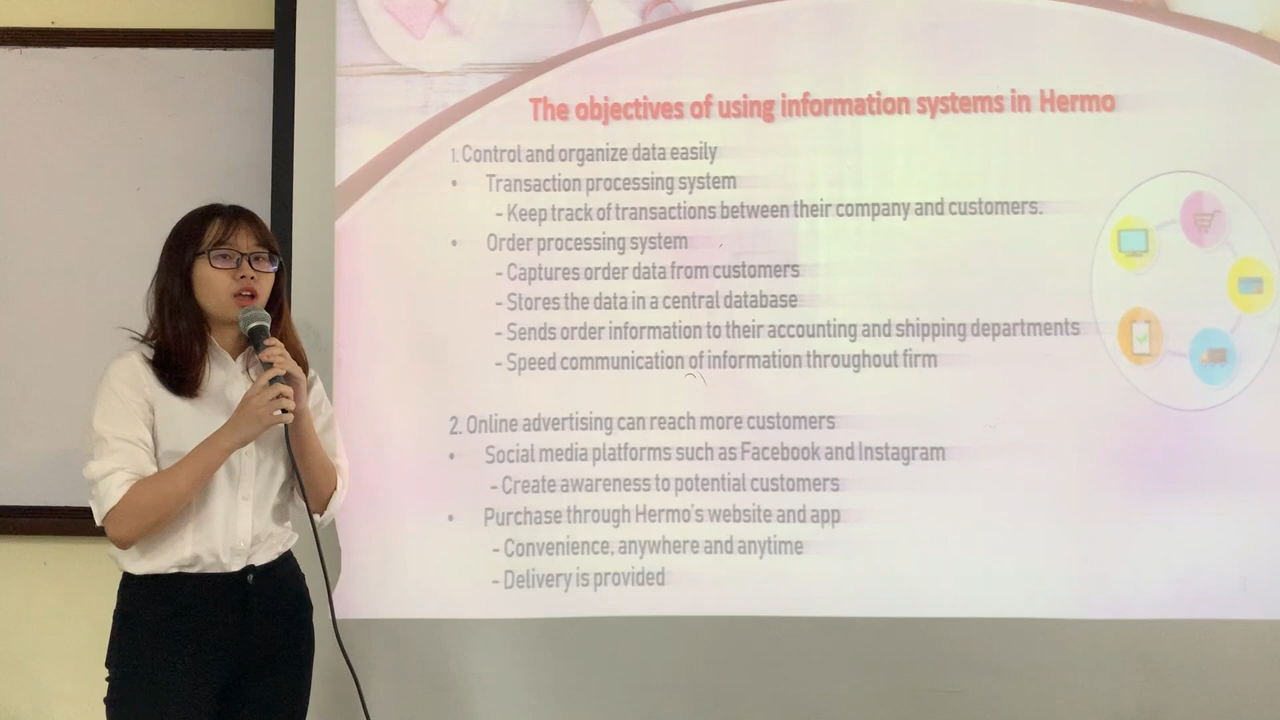 The objectives of using information systems in Hermo
1. Control and organize data easily
• Transaction processing system
- Keep track of transactions between their company and customers.
• Order processing system
- Captures order data from customers
- Stores the data in a central database
- Sends order information to their accounting and shipping departments
- Speed communication of information throughout firm
2. Online advertising can reach more customers
• Social media platforms such as Facebook and Instagram
- Create awareness to potential customers
• Purchase through Hermo's website and app
- Convenience, anywhere and anytime
- Delivery is provided